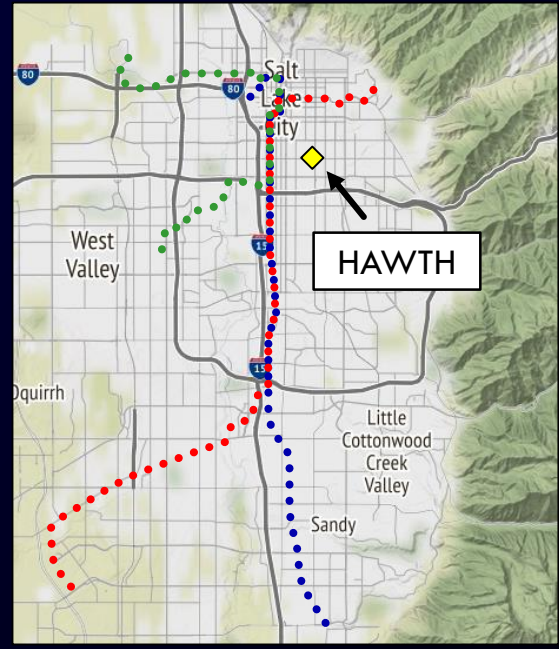 80
Salt
Lake
City
80
HAWTH
West
Valley
15
15
Oquirrh
Little
Cottonwood
Creek
Valley
Sandy